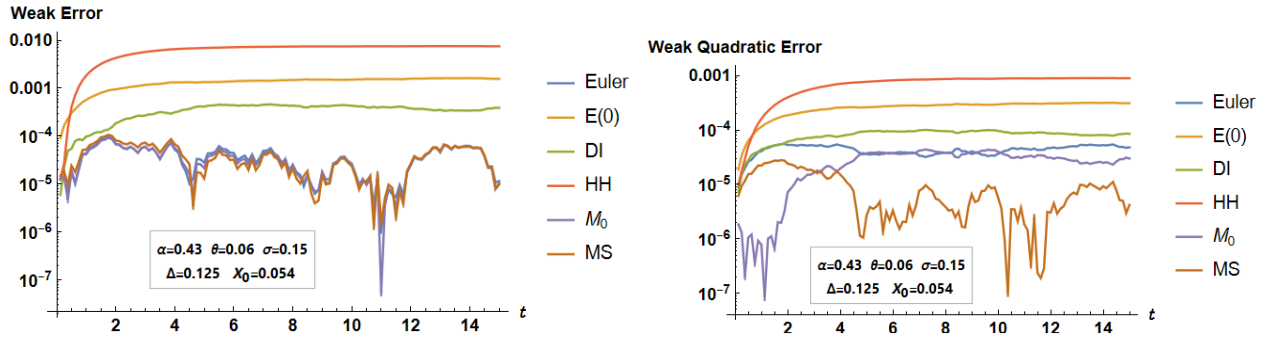 Weak Error
0.010
0.001
10⁻⁴
10⁻⁵
10⁻⁶
10⁻⁷
α=0.43 θ=0.06 σ=0.15
Δ=0.125 X₀=0.054
2 4 6 8 10 12 14 t
Euler
E(0)
DI
HH
M₀
MS
Weak Quadratic Error
0.001
10⁻⁴
10⁻⁵
10⁻⁶
10⁻⁷
α=0.43 θ=0.06 σ=0.15
Δ=0.125 X₀=0.054
2 4 6 8 10 12 14 t
Euler
E(0)
DI
HH
M₀
MS